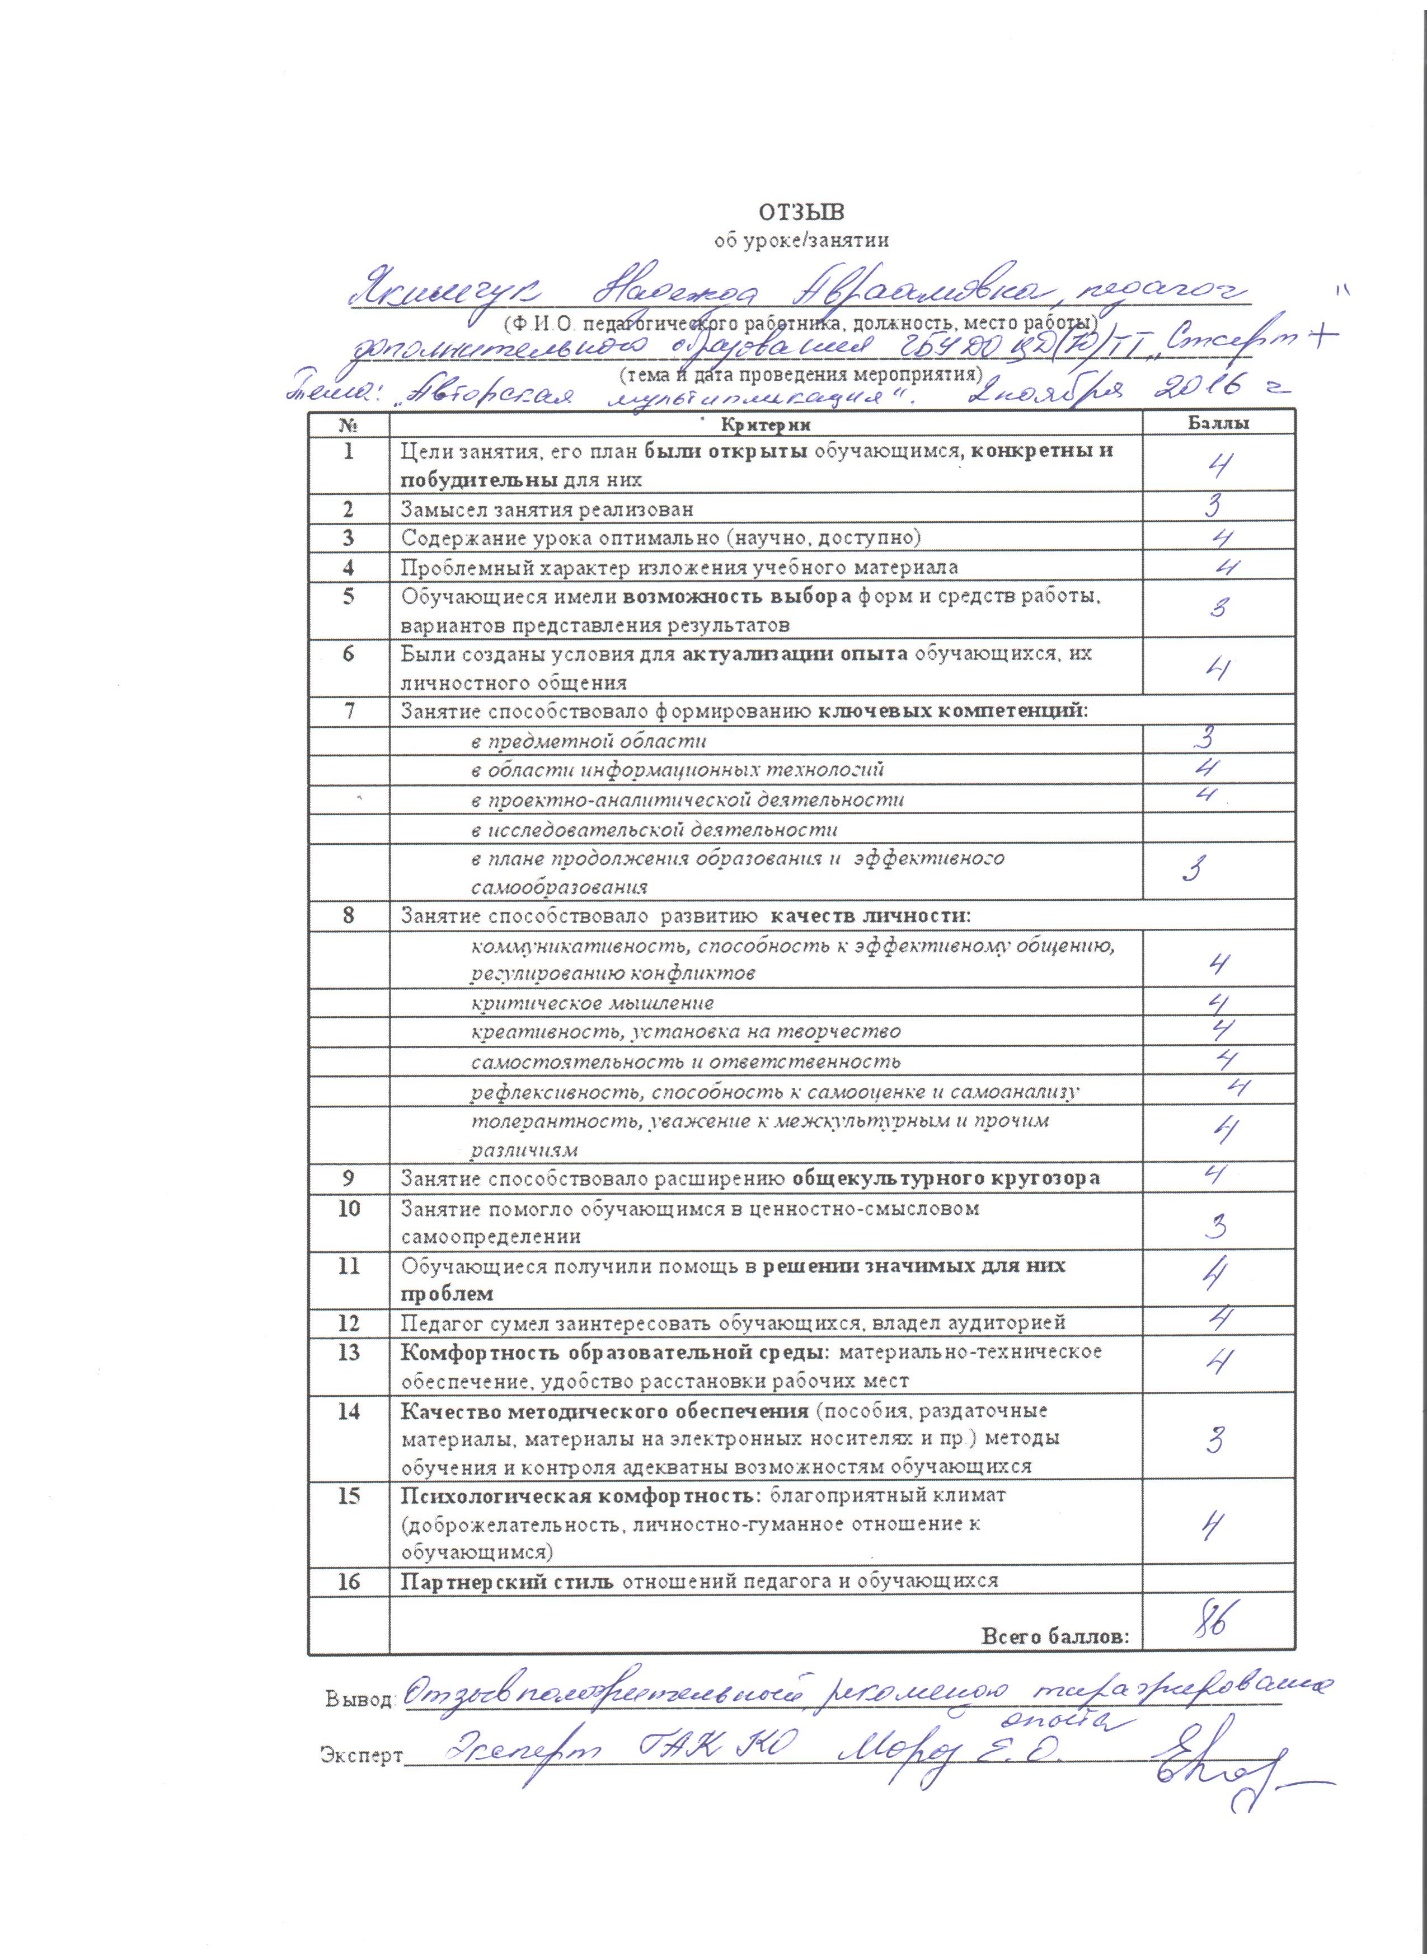 ОТЗЫВ
об уроке/занятии
Якимчук Надежда Авраамовна, педагог
(Ф.И.О. педагогического работника, должность, место работы)
дополнительного образования ГБУ ДО ЦД(Ю)ТТ „Старт+"
(тема и дата проведения мероприятия)
Тема: „Авторская мультипликация". 2 ноября 2016 г
№ Критерии Баллы
1 Цели занятия, его план были открыты обучающимся, конкретны и
побудительны для них 4
2 Замысел занятия реализован 3
3 Содержание урока оптимально (научно, доступно) 4
4 Проблемный характер изложения учебного материала 4
5 Обучающиеся имели возможность выбора форм и средств работы,
вариантов представления результатов 3
6 Были созданы условия для актуализации опыта обучающихся, их
личностного общения 4
7 Занятие способствовало формированию ключевых компетенций:
в предметной области 3
в области информационных технологий 4
в проектно-аналитической деятельности 4
в исследовательской деятельности
в плане продолжения образования и эффективного
самообразования 3
8 Занятие способствовало развитию качеств личности:
коммуникативность, способность к эффективному общению,
регулированию конфликтов 4
критическое мышление 4
креативность, установка на творчество 4
самостоятельность и ответственность 4
рефлексивность, способность к самооценке и самоанализу 4
толерантность, уважение к межкультурным и прочим
различиям 4
9 Занятие способствовало расширению общекультурного кругозора 4
10 Занятие помогло обучающимся в ценностно-смысловом
самоопределении 3
11 Обучающиеся получили помощь в решении значимых для них
проблем 4
12 Педагог сумел заинтересовать обучающихся, владел аудиторией 4
13 Комфортность образовательной среды: материально-техническое
обеспечение, удобство расстановки рабочих мест 4
14 Качество методического обеспечения (пособия, раздаточные
материалы, материалы на электронных носителях и пр.) методы
обучения и контроля адекватны возможностям обучающихся 3
15 Психологическая комфортность: благоприятный климат
(доброжелательность, личностно-гуманное отношение к
обучающимся) 4
16 Партнерский стиль отношений педагога и обучающихся
Всего баллов: 86
Вывод: Отзыв положительный, рекомендую тиражирование
опыта
Эксперт Эксперт ГАК КО Мороз Е.О.